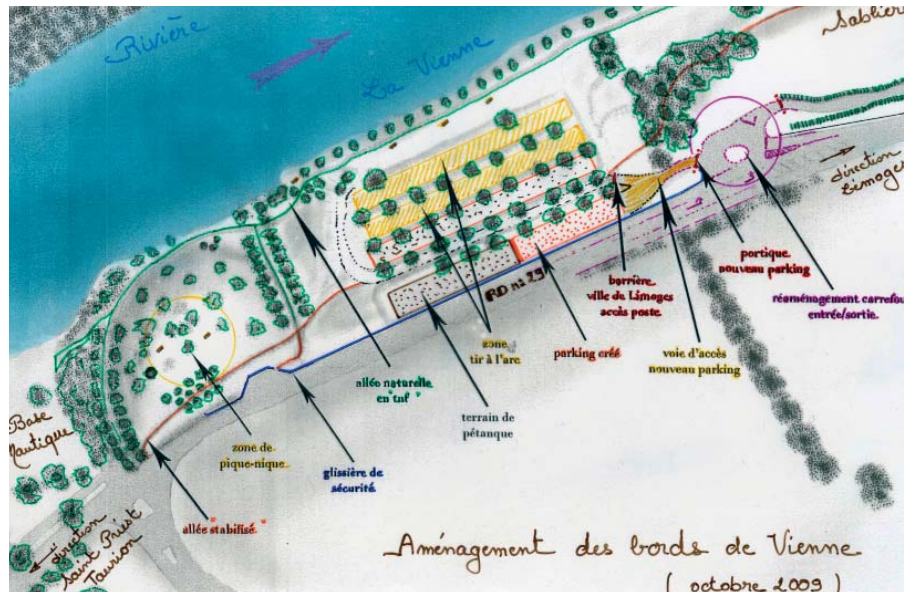 Rivière
La Vienne
Sablière
direction
Limoges
RD n° 29
barrière
ville de Limoges
accès poste.
portique
nouveau parking
réaménagement carrefour
entrée/sortie.
zone
tir à l'arc
parking créé
voie d'accès
nouveau parking
allée naturelle
en "tuf"
terrain de
pétanque
Base
Nautique
zone de
pique-nique
glissière de
sécurité.
allée "stabilisé"
direction
Saint Priest
Taurion
Aménagement des bords de Vienne
( octobre 2009 )